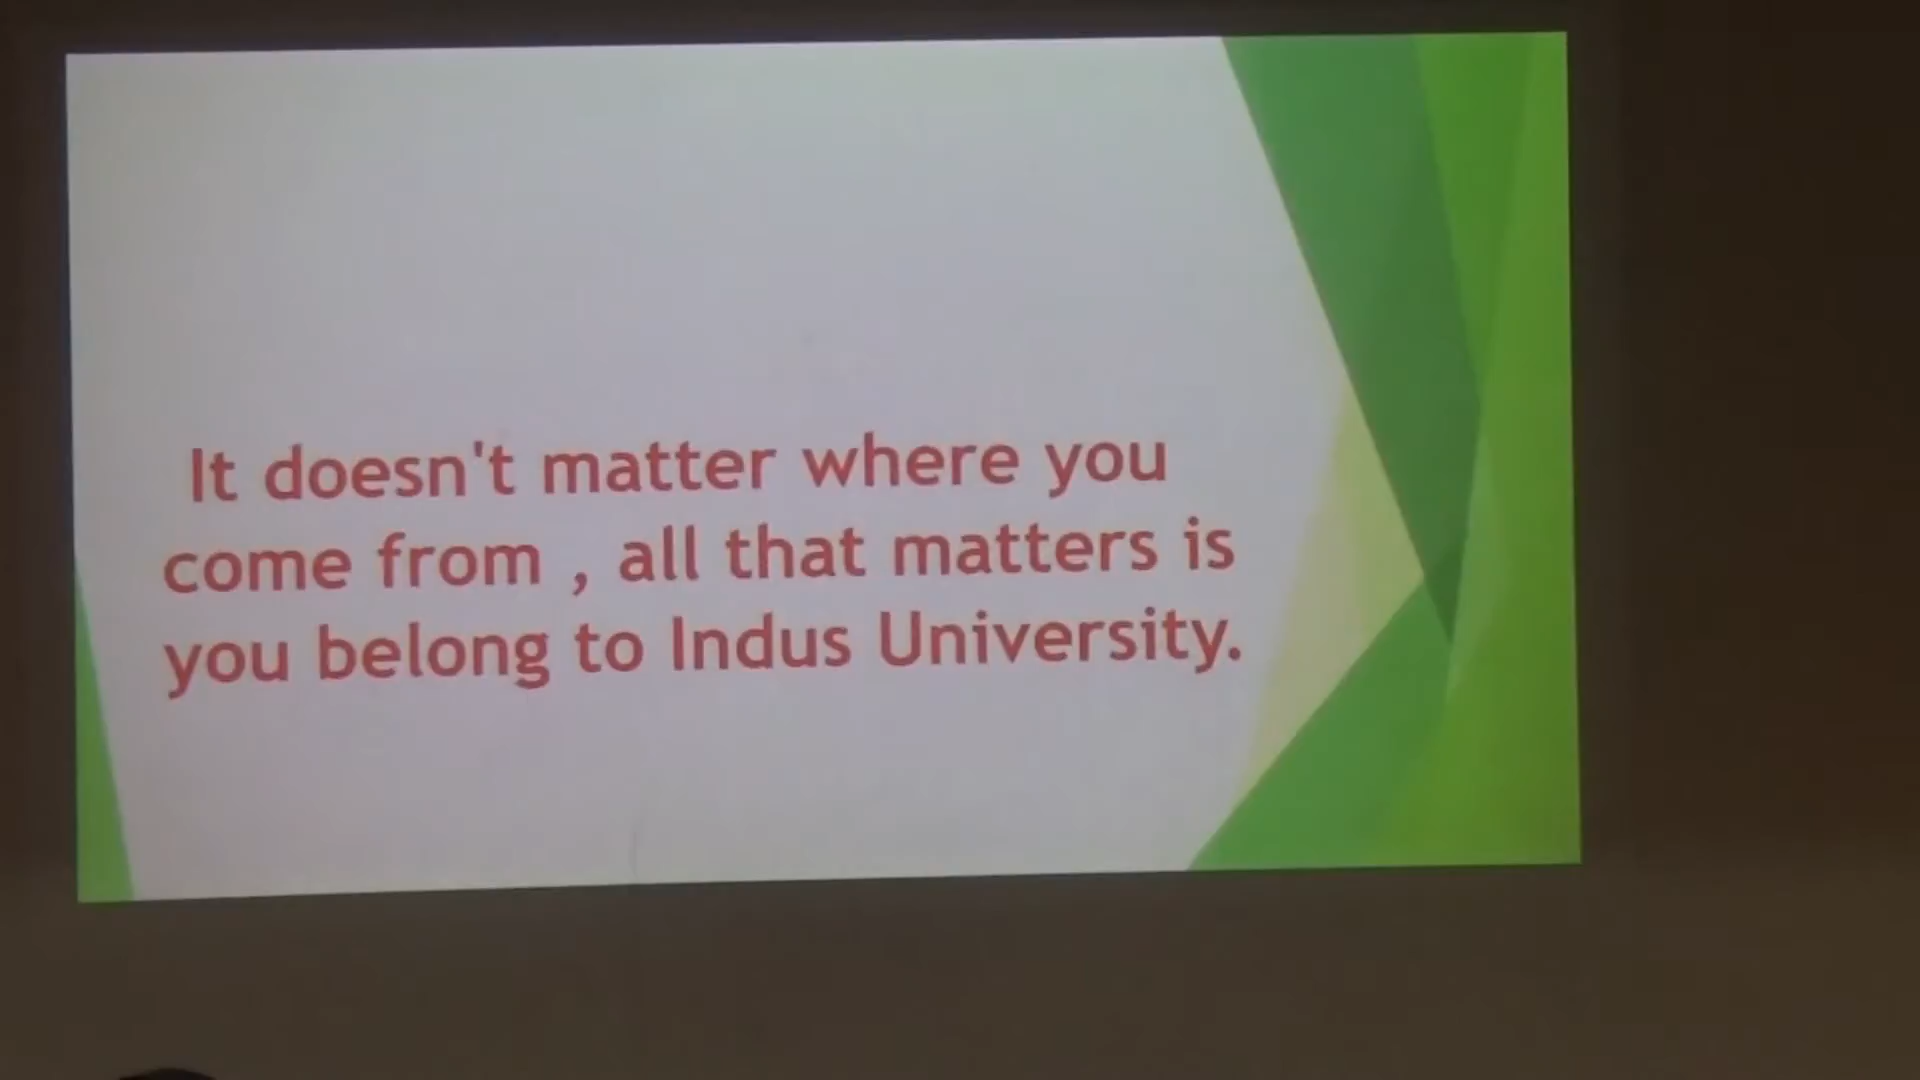 It doesn't matter where you
come from , all that matters is
you belong to Indus University.